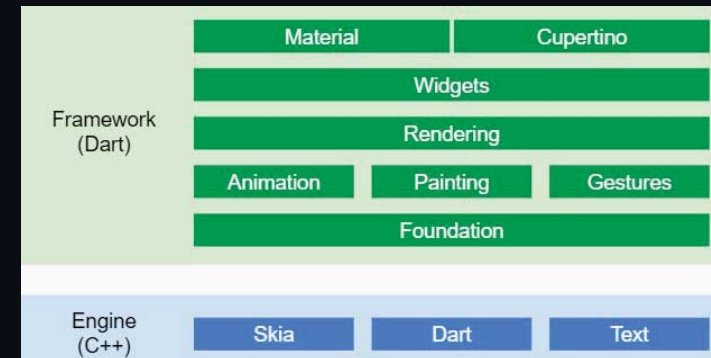 Material Cupertino
Widgets
Framework
(Dart)
Rendering
Animation Painting Gestures
Foundation
Engine
(C++)
Skia Dart Text